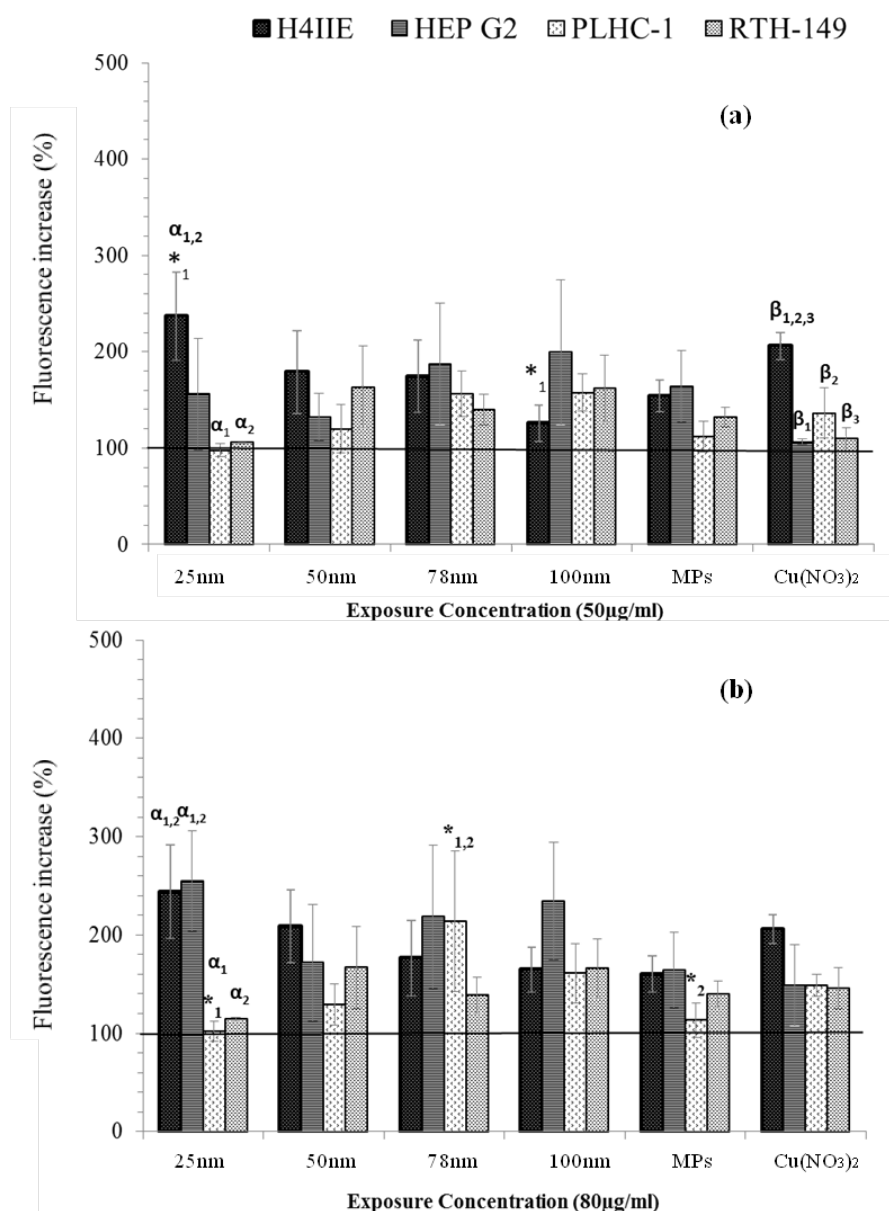 H4IIE HEP G2 PLHC-1 RTH-149
500
(a)
400
Fluorescence increase (%)
300
α1,2
*1
β1,2,3
200
*1
β2
α1 α2
β1
β3
100
0
25nm 50nm 78nm 100nm MPs Cu(NO3)2
Exposure Concentration (50µg/ml)
500
(b)
400
Fluorescence increase (%)
300
α1,2 α1,2
*1,2
200
α1
*1
α2
*2
100
0
25nm 50nm 78nm 100nm MPs Cu(NO3)2
Exposure Concentration (80µg/ml)